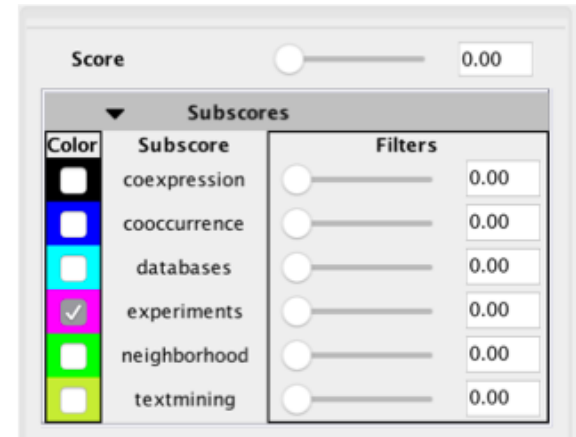 Score 0.00
Subscores
Color Subscore Filters
coexpression 0.00
cooccurrence 0.00
databases 0.00
experiments 0.00
neighborhood 0.00
textmining 0.00